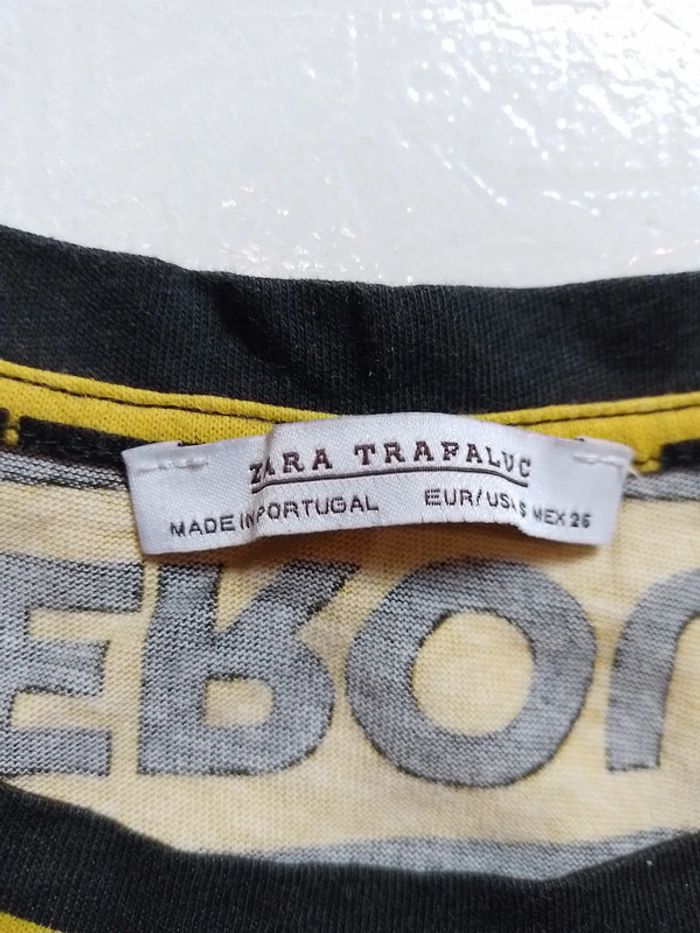 ZARA TRAFALUC
MADE IN PORTUGAL EUR/USA S MEX 26